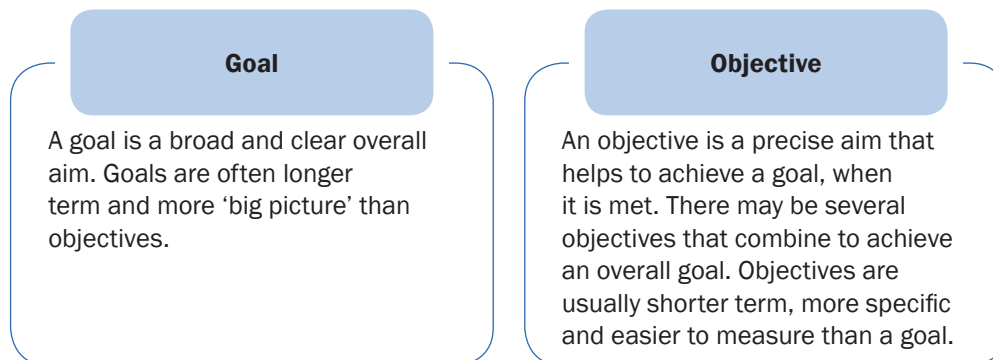 Goal
A goal is a broad and clear overall
aim. Goals are often longer
term and more ‘big picture’ than
objectives.
Objective
An objective is a precise aim that
helps to achieve a goal, when
it is met. There may be several
objectives that combine to achieve
an overall goal. Objectives are
usually shorter term, more specific
and easier to measure than a goal.